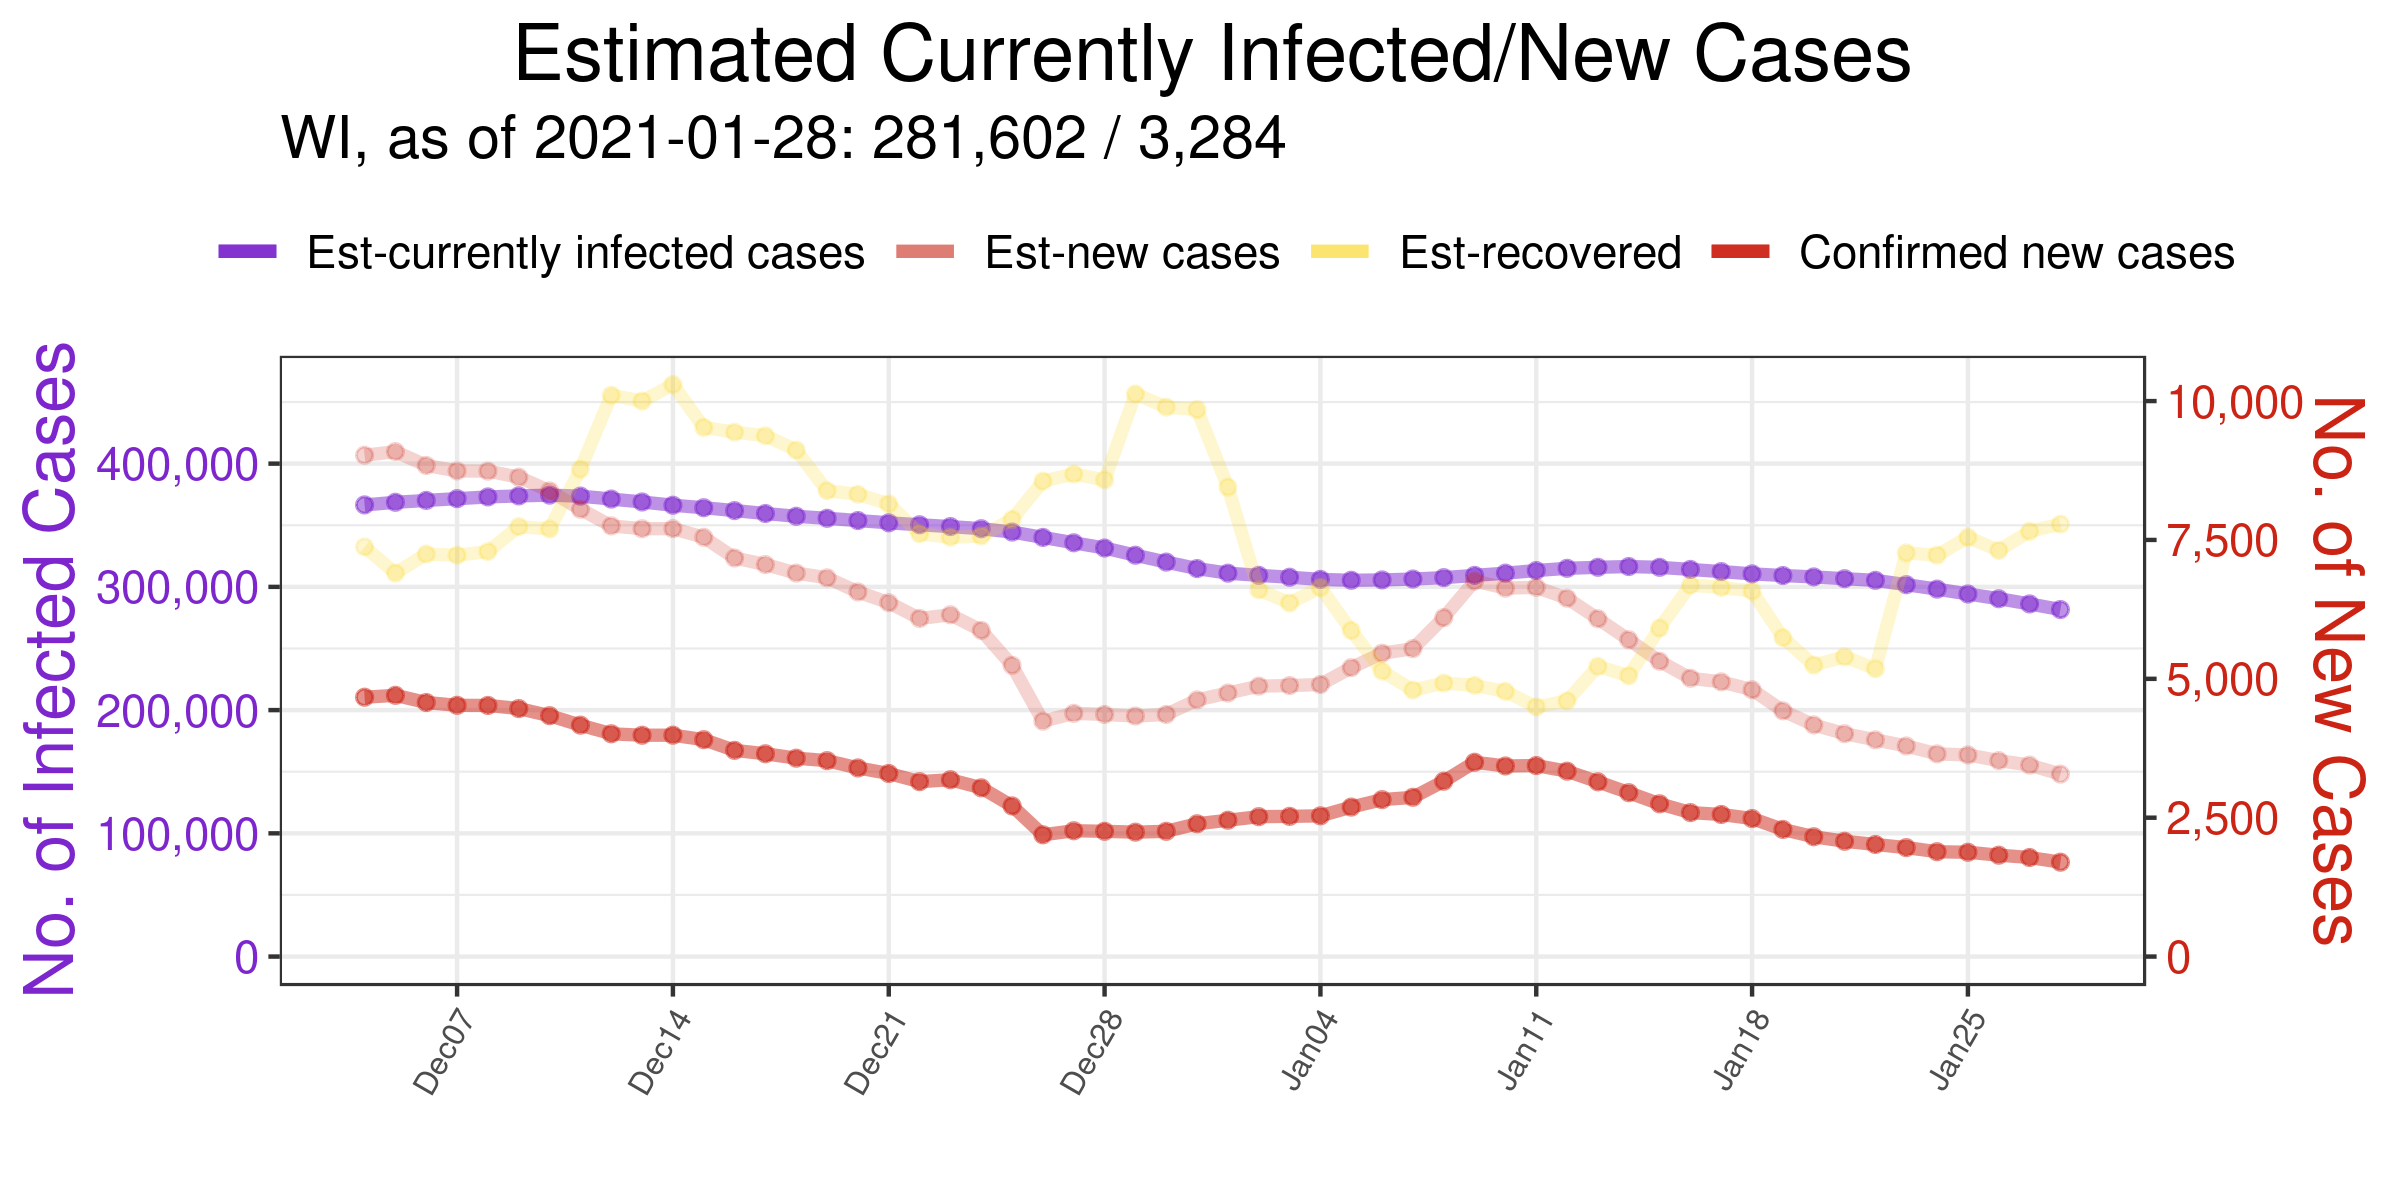 Estimated Currently Infected/New Cases
WI, as of 2021-01-28: 281,602 / 3,284
Est-currently infected cases Est-new cases Est-recovered Confirmed new cases
No. of Infected Cases
400,000
300,000
200,000
100,000
0
10,000
7,500
5,000
2,500
0
No. of New Cases
Dec07 Dec14 Dec21 Dec28 Jan04 Jan11 Jan18 Jan25